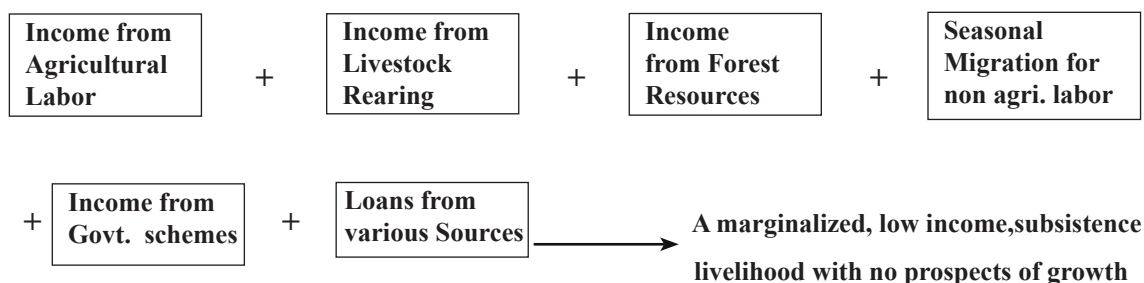 Income from
Agricultural
Labor
+
Income from
Livestock
Rearing
+
Income
from Forest
Resources
+
Seasonal
Migration for
non agri. labor
+
Income from
Govt. schemes
+
Loans from
various Sources
A marginalized, low income,subsistence
livelihood with no prospects of growth